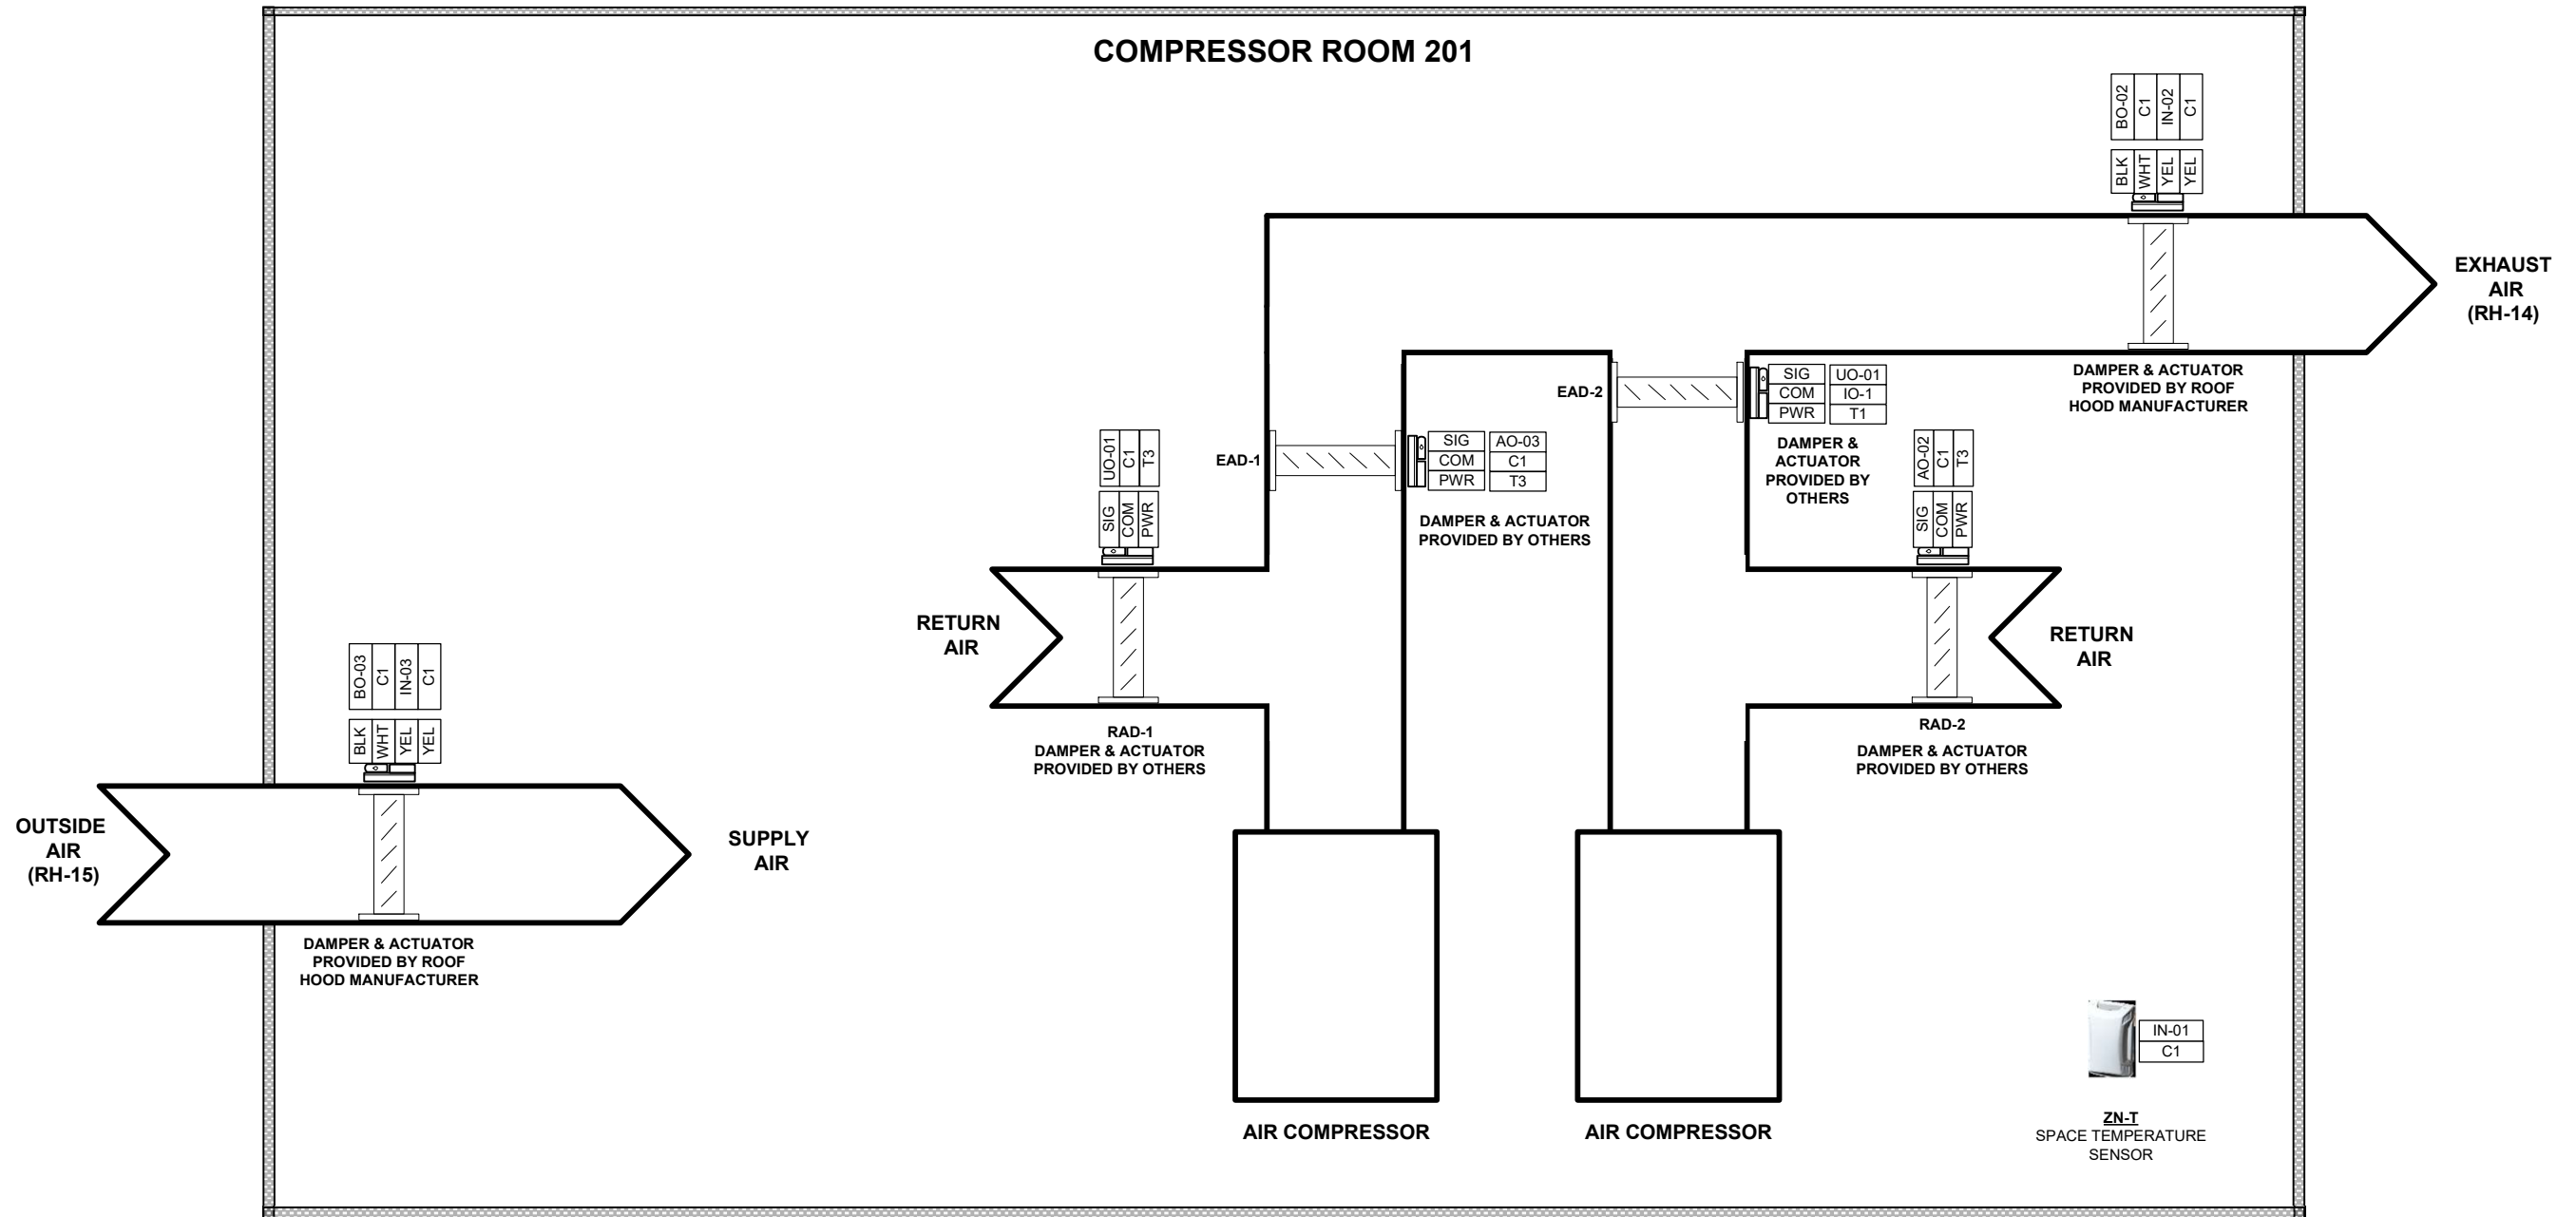 COMPRESSOR ROOM 201
BO-02
C1
IN-02
C1
BLK
WHT
YEL
YEL
EXHAUST
AIR
(RH-14)
DAMPER & ACTUATOR
PROVIDED BY ROOF
HOOD MANUFACTURER
EAD-2
SIG UO-01
COM IO-1
PWR T1
DAMPER &
ACTUATOR
PROVIDED BY
OTHERS
EAD-1
SIG AO-03
COM C1
PWR T3
DAMPER & ACTUATOR
PROVIDED BY OTHERS
UO-01
C1
T3
SIG
COM
PWR
AO-02
C1
T3
SIG
COM
PWR
RETURN
AIR
RETURN
AIR
RAD-1
DAMPER & ACTUATOR
PROVIDED BY OTHERS
RAD-2
DAMPER & ACTUATOR
PROVIDED BY OTHERS
BO-03
C1
IN-03
C1
BLK
WHT
YEL
YEL
OUTSIDE
AIR
(RH-15)
SUPPLY
AIR
DAMPER & ACTUATOR
PROVIDED BY ROOF
HOOD MANUFACTURER
IN-01
C1
AIR COMPRESSOR
AIR COMPRESSOR
ZN-T
SPACE TEMPERATURE
SENSOR